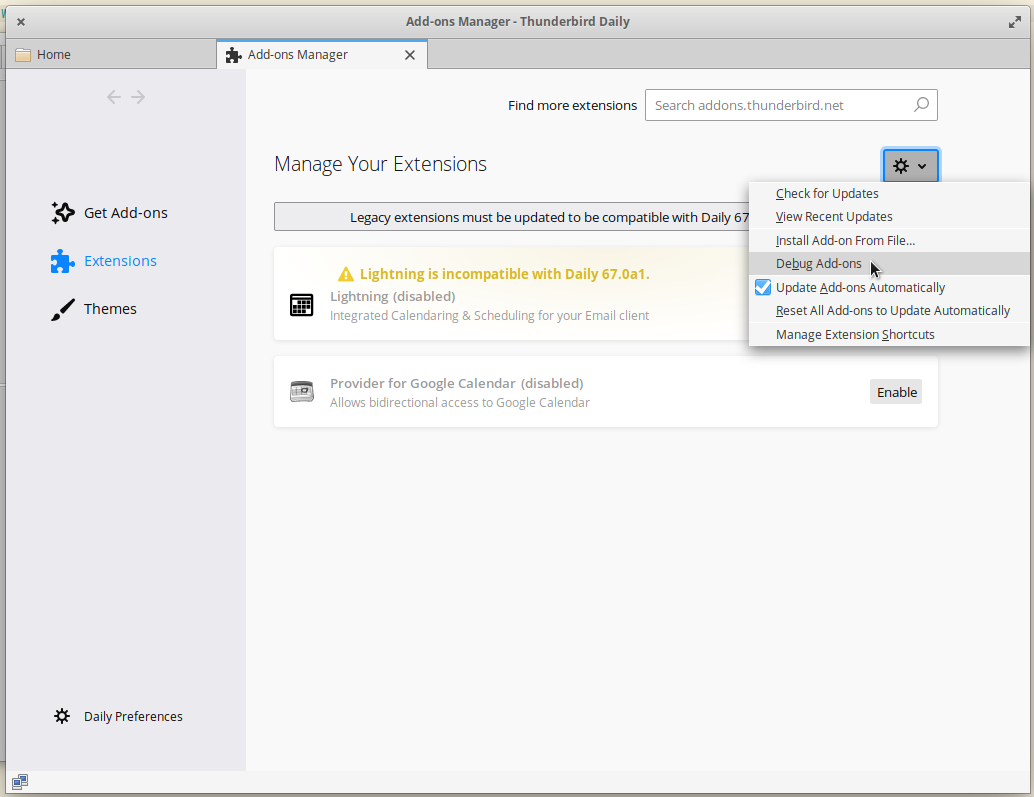 Add-ons Manager - Thunderbird Daily
Home
Add-ons Manager
Find more extensions
Search addons.thunderbird.net
Manage Your Extensions
Get Add-ons
Extensions
Themes
Legacy extensions must be updated to be compatible with Daily 67
Check for Updates
View Recent Updates
Install Add-on From File...
Debug Add-ons
Update Add-ons Automatically
Reset All Add-ons to Update Automatically
Manage Extension Shortcuts
Lightning is incompatible with Daily 67.0a1.
Lightning (disabled)
Integrated Calendaring & Scheduling for your Email client
Provider for Google Calendar (disabled)
Allows bidirectional access to Google Calendar
Enable
Daily Preferences